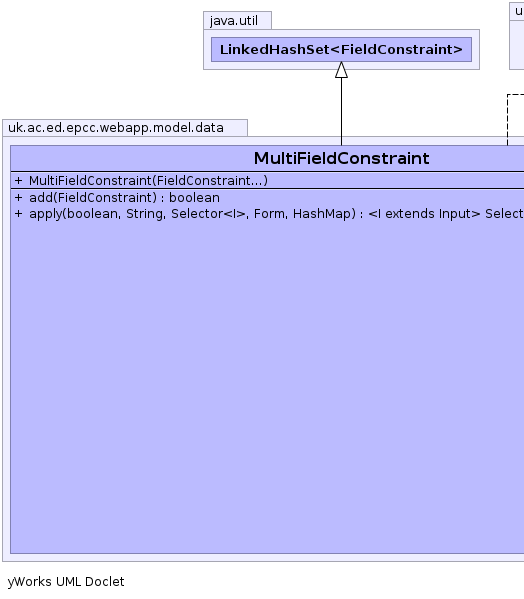 java.util
LinkedHashSet<FieldConstraint>
uk.ac.ed.epcc.webapp.model.data
MultiFieldConstraint
+ MultiFieldConstraint(FieldConstraint...)
+ add(FieldConstraint) : boolean
+ apply(boolean, String, Selector<I>, Form, HashMap) : <I extends Input> Select
yWorks UML Doclet